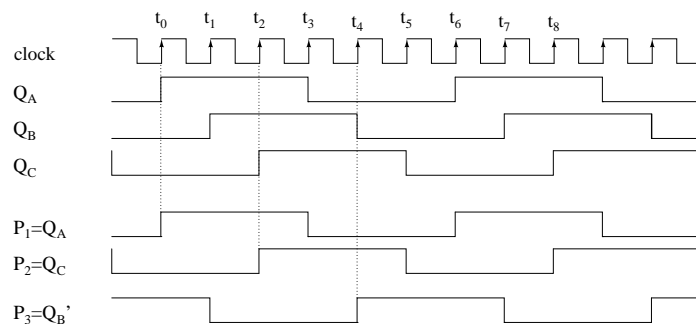 t0 t1 t2 t3 t4 t5 t6 t7 t8
clock
QA
QB
QC
P1=QA
P2=QC
P3=QB’